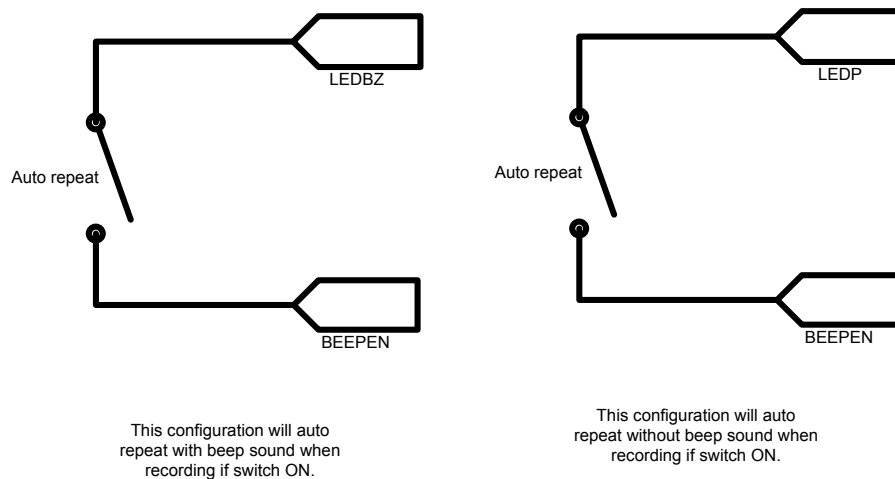 LEDBZ
Auto repeat
BEEPEN
This configuration will auto
repeat with beep sound when
recording if switch ON.
LEDP
Auto repeat
BEEPEN
This configuration will auto
repeat without beep sound when
recording if switch ON.